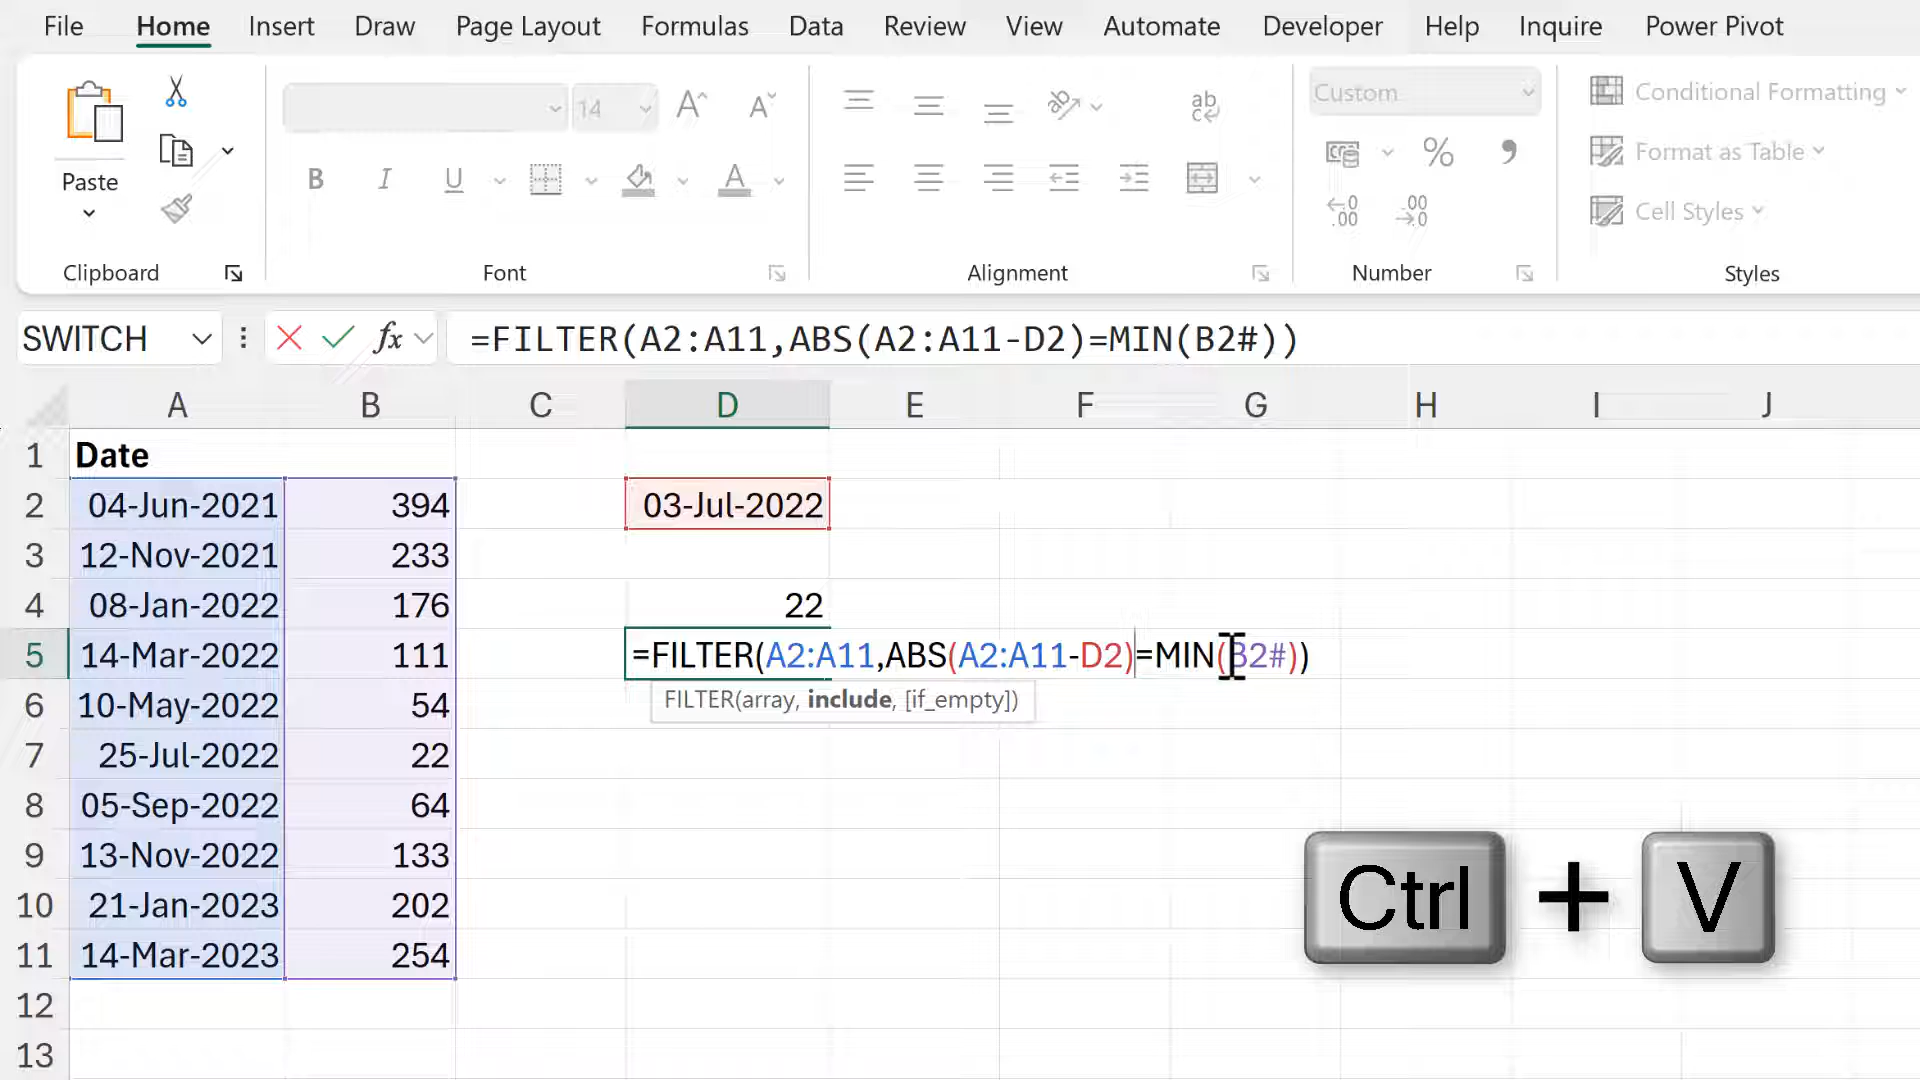 File Home Insert Draw Page Layout Formulas Data Review View Automate Developer Help Inquire Power Pivot
14
Custom
Conditional Formatting
Format as Table
Cell Styles
Paste
B I U A
ab
%
Clipboard Font Alignment Number Styles
SWITCH fx =FILTER(A2:A11,ABS(A2:A11-D2)=MIN(B2#))
A B C D E F G H I J
1 Date
2 04-Jun-2021 394 03-Jul-2022
3 12-Nov-2021 233
4 08-Jan-2022 176 22
5 14-Mar-2022 111 =FILTER(A2:A11,ABS(A2:A11-D2)=MIN(B2#))
FILTER(array, include, [if_empty])
6 10-May-2022 54
7 25-Jul-2022 22
8 05-Sep-2022 64
9 13-Nov-2022 133
10 21-Jan-2023 202
11 14-Mar-2023 254
12
13
Ctrl + V